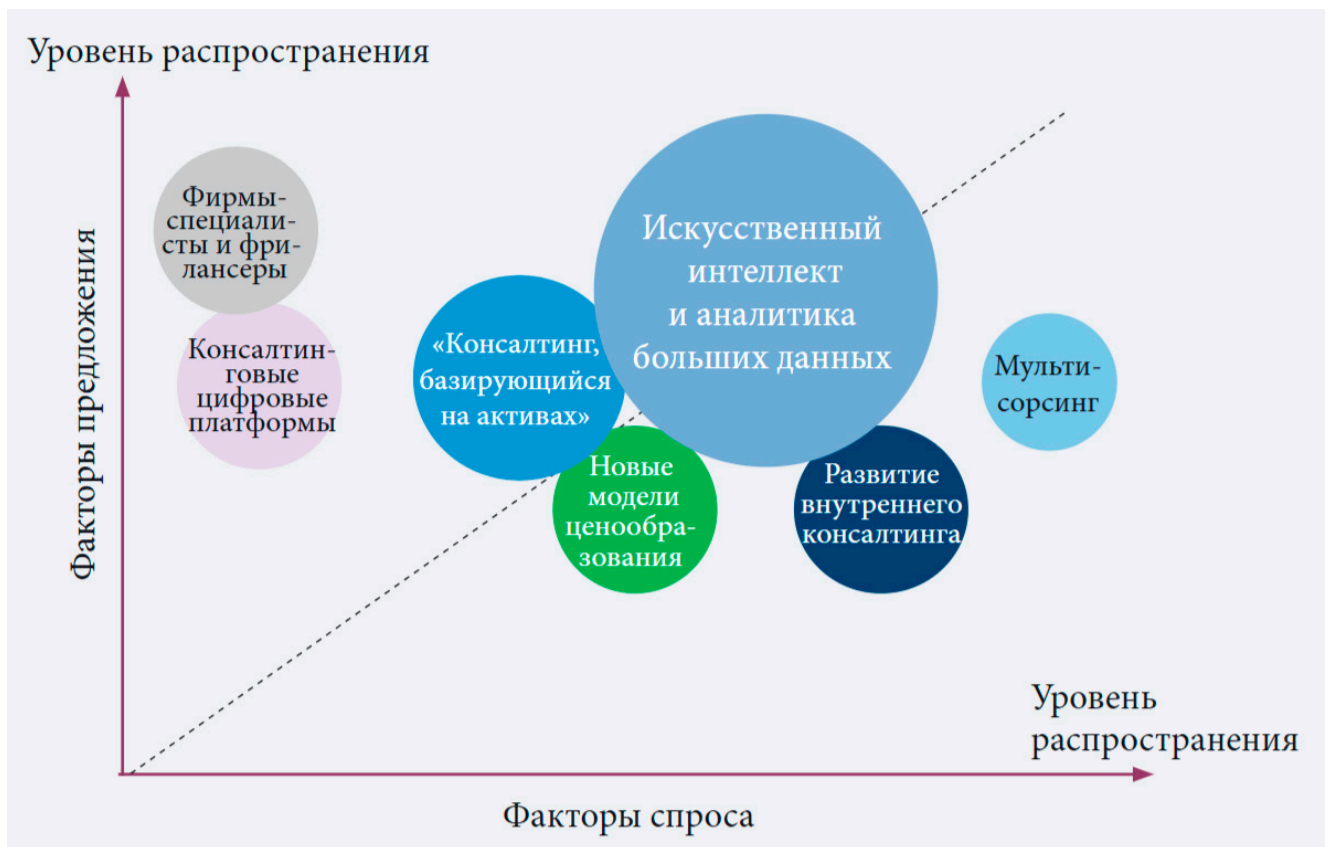 Уровень распространения
Факторы предложения
Фирмы-
специали-
сты и фри-
лансеры
Консалтин-
говые
цифровые
платформы
«Консалтинг,
базирующийся
на активах»
Искусственный
интеллект
и аналитика
больших данных
Новые
модели
ценообра-
зования
Развитие
внутреннего
консалтинга
Мульти-
сорсинг
Уровень
распространения
Факторы спроса